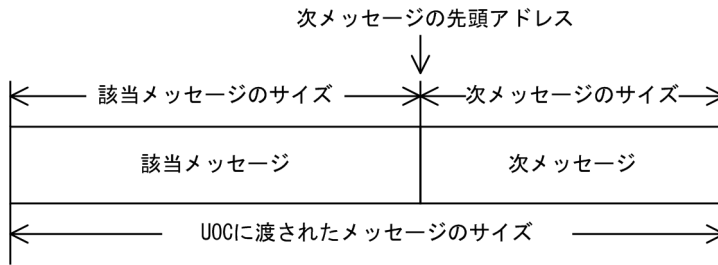 次メッセージの先頭アドレス
該当メッセージのサイズ
次メッセージのサイズ
該当メッセージ
次メッセージ
UOCに渡されたメッセージのサイズ